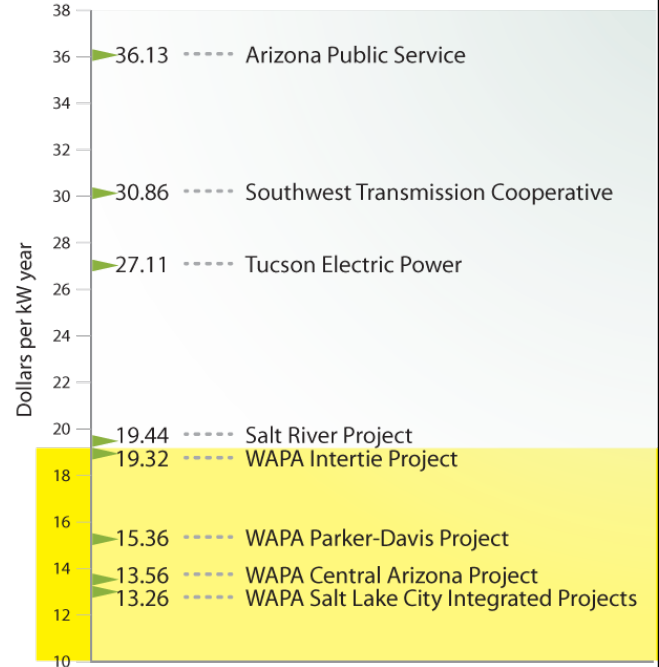 38
36
36.13 Arizona Public Service
34
32
30.86 Southwest Transmission Cooperative
30
28
27.11 Tucson Electric Power
26
Dollars per kW year
24
22
20
19.44 Salt River Project
19.32 WAPA Intertie Project
18
16
15.36 WAPA Parker-Davis Project
14
13.56 WAPA Central Arizona Project
13.26 WAPA Salt Lake City Integrated Projects
12
10